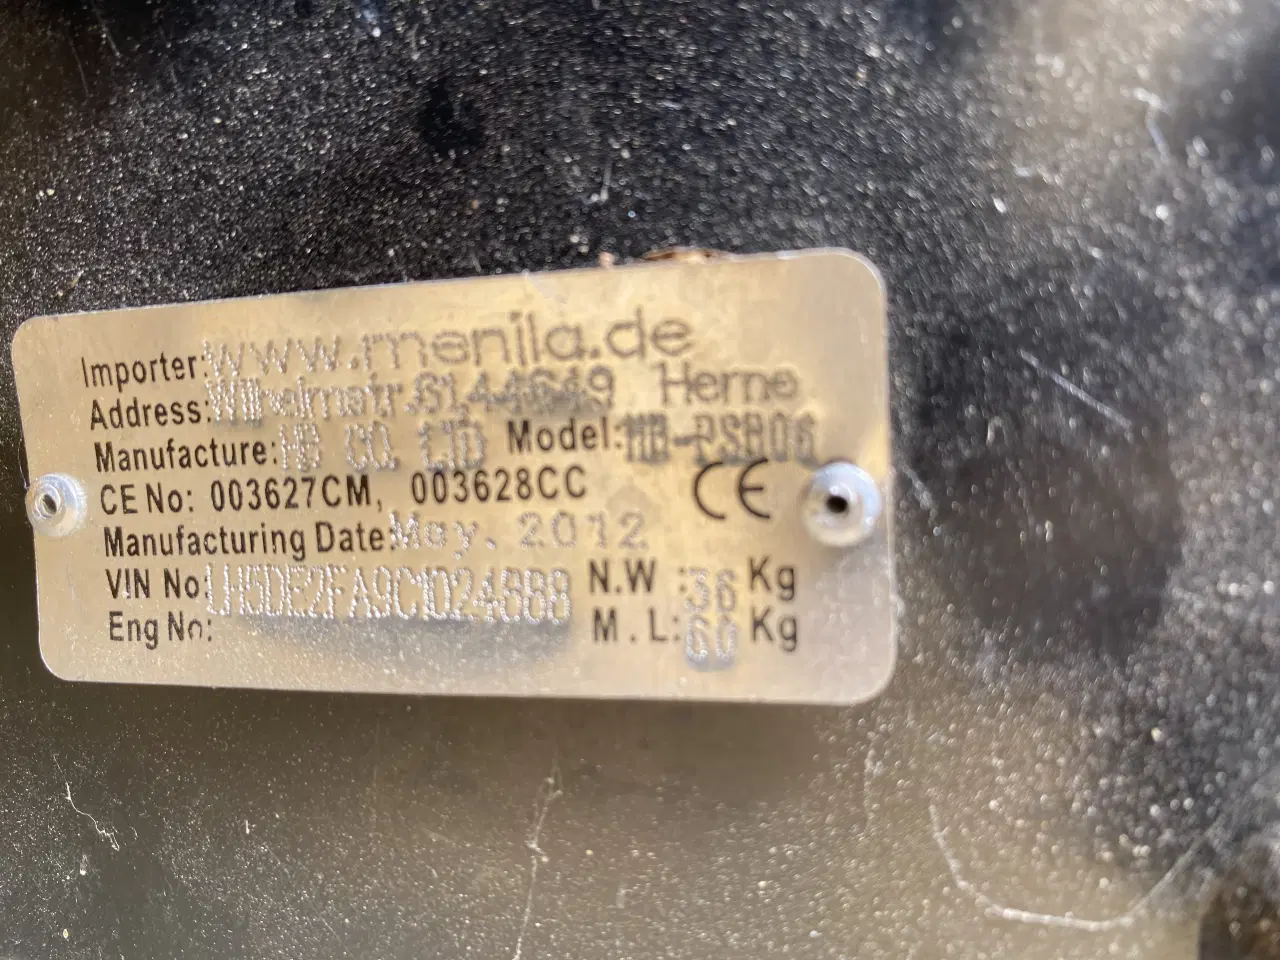 Importer: www.menila.de
Address: Wilhelmstr.61,44649 Herne
Manufacture: HB CO. LTD Model: HB-PSB06
CE No: 003627CM, 003628CC CE
Manufacturing Date: May. 2012
VIN No: N.W : 36 Kg
Eng No: M.L: 60 Kg